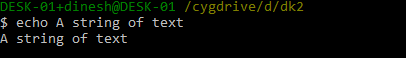 DESK-01+dinesh@DESK-01 /cygdrive/d/dk2
$ echo A string of text
A string of text